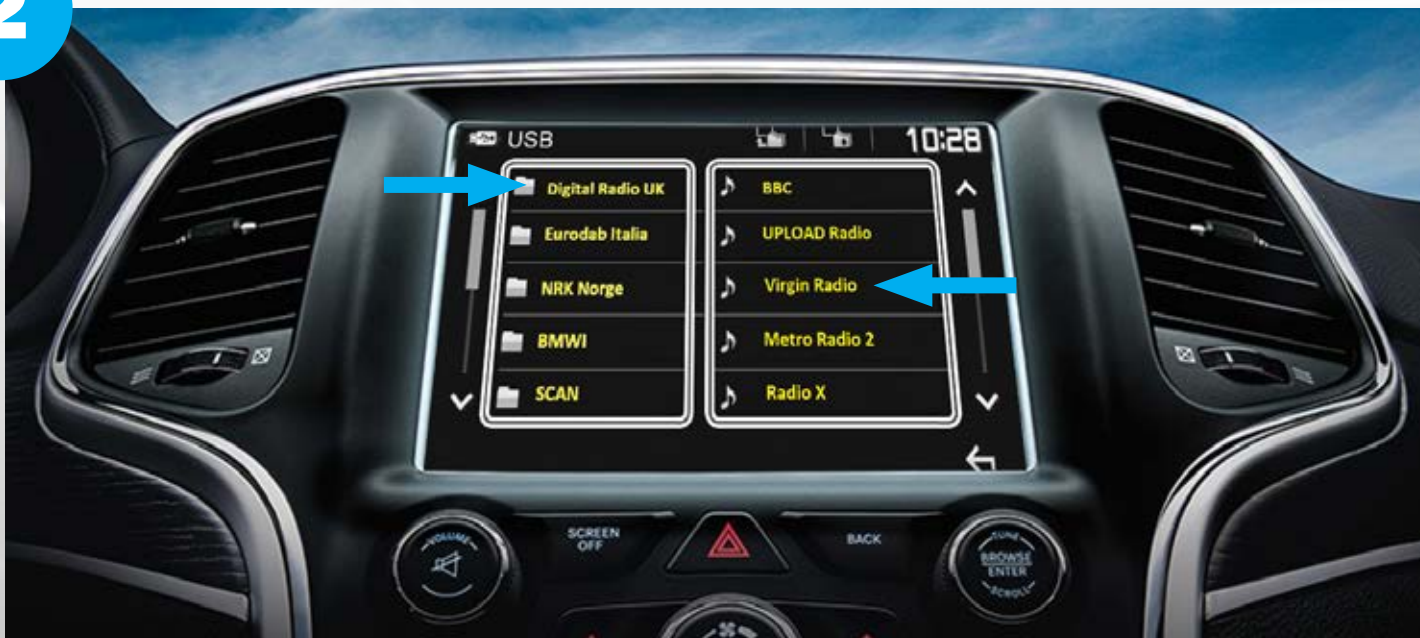 2
USB
10:28
Digital Radio UK
Eurodab Italia
NRK Norge
BMWI
SCAN
BBC
UPLOAD Radio
Virgin Radio
Metro Radio 2
Radio X
VOLUME
SCREEN
OFF
BACK
TUNE
BROWSE
ENTER
SCROLL